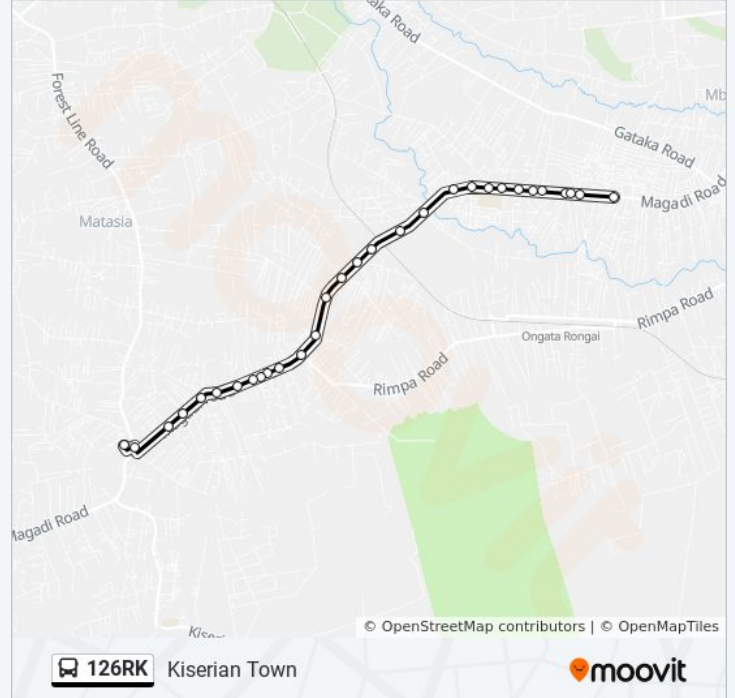 aka Road
Forest Line Road
Mb
Gataka Road
Magadi Road
Matasia
Rimpa Road
Ongata Rongai
Rimpa Road
Magadi Road
Kiser
© OpenStreetMap contributors | © OpenMapTiles
126RK Kiserian Town
moovit